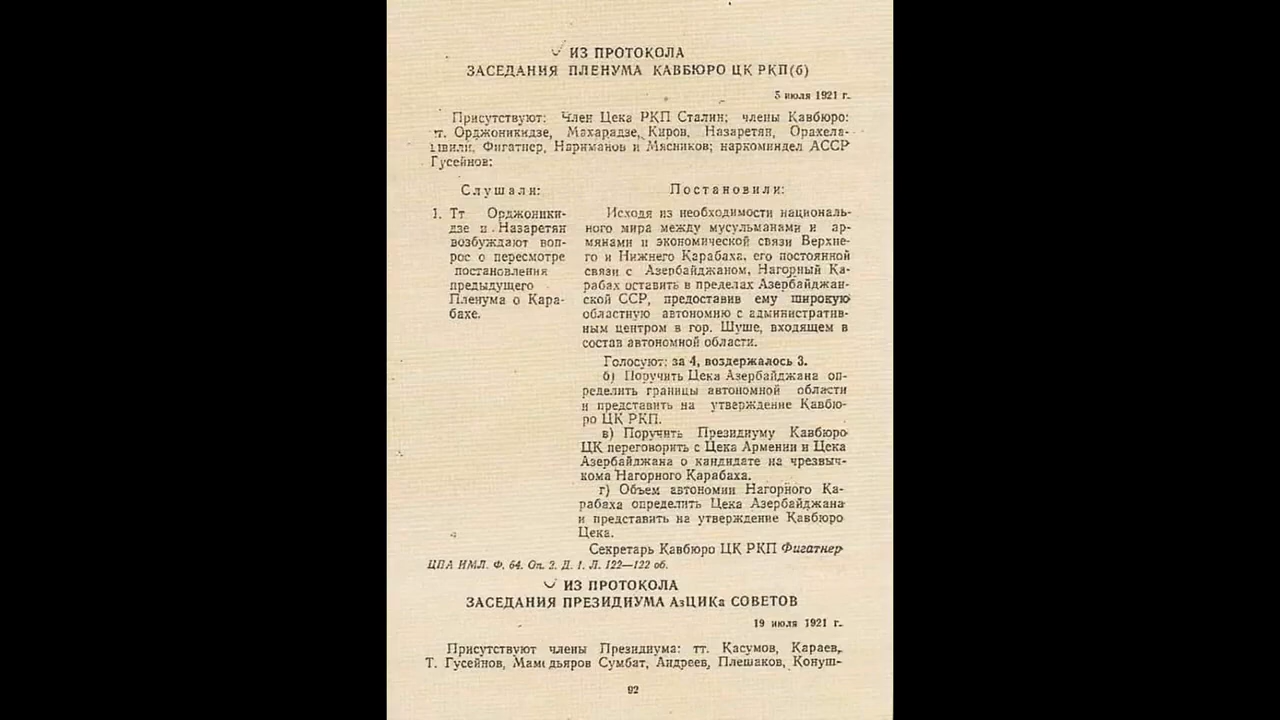 ИЗ ПРОТОКОЛА
ЗАСЕДАНИЯ ПЛЕНУМА КАВБЮРО ЦК РКП(б)
5 июля 1921 г.
Присутствуют: Член Цека РКП Сталин; члены Кавбюро:
т. Орджоникидзе, Махарадзе, Киров, Назаретян, Орахела-
швили, Фигатнер, Нариманов и Мясников; наркоминдел АССР
Гусейнов:
Слушали:
1. Тт Орджоники-
дзе и Назаретян
возбуждают воп-
рос о пересмотре
постановления
предыдущего
Пленума о Кара-
бахе.
Постановили:
Исходя из необходимости националь-
ного мира между мусульманами и ар-
мянами и экономической связи Верхне-
го и Нижнего Карабаха, его постоянной
связи с Азербайджаном, Нагорный Ка-
рабах оставить в пределах Азербайджан-
ской ССР, предоставив ему широкую
областную автономию с административ-
ным центром в гор. Шуше, входящем в
состав автономной области.
Голосуют: за 4, воздержалось 3.
б) Поручить Цека Азербайджана оп-
ределить границы автономной области
и представить на утверждение Кавбю-
ро ЦК РКП.
в) Поручить Президиуму Кавбюро
ЦК переговорить с Цека Армении и Цека
Азербайджана о кандидате на чрезвыч-
кома Нагорного Карабаха.
г) Объем автономии Нагорного Ка-
рабаха определить Цека Азербайджана
и представить на утверждение Кавбюро
Цека.
Секретарь Кавбюро ЦК РКП Фигатнер
ЦПА ИМЛ. Ф. 64. Оп. 2. Д. 1. Л. 122—122 об.
ИЗ ПРОТОКОЛА
ЗАСЕДАНИЯ ПРЕЗИДИУМА АзЦИКа СОВЕТОВ
19 июля 1921 г.
Присутствуют члены Президиума: тт. Касумов, Караев,
Т. Гусейнов, Мамедьяров Сумбат, Андреев, Плешаков, Конуш-
92